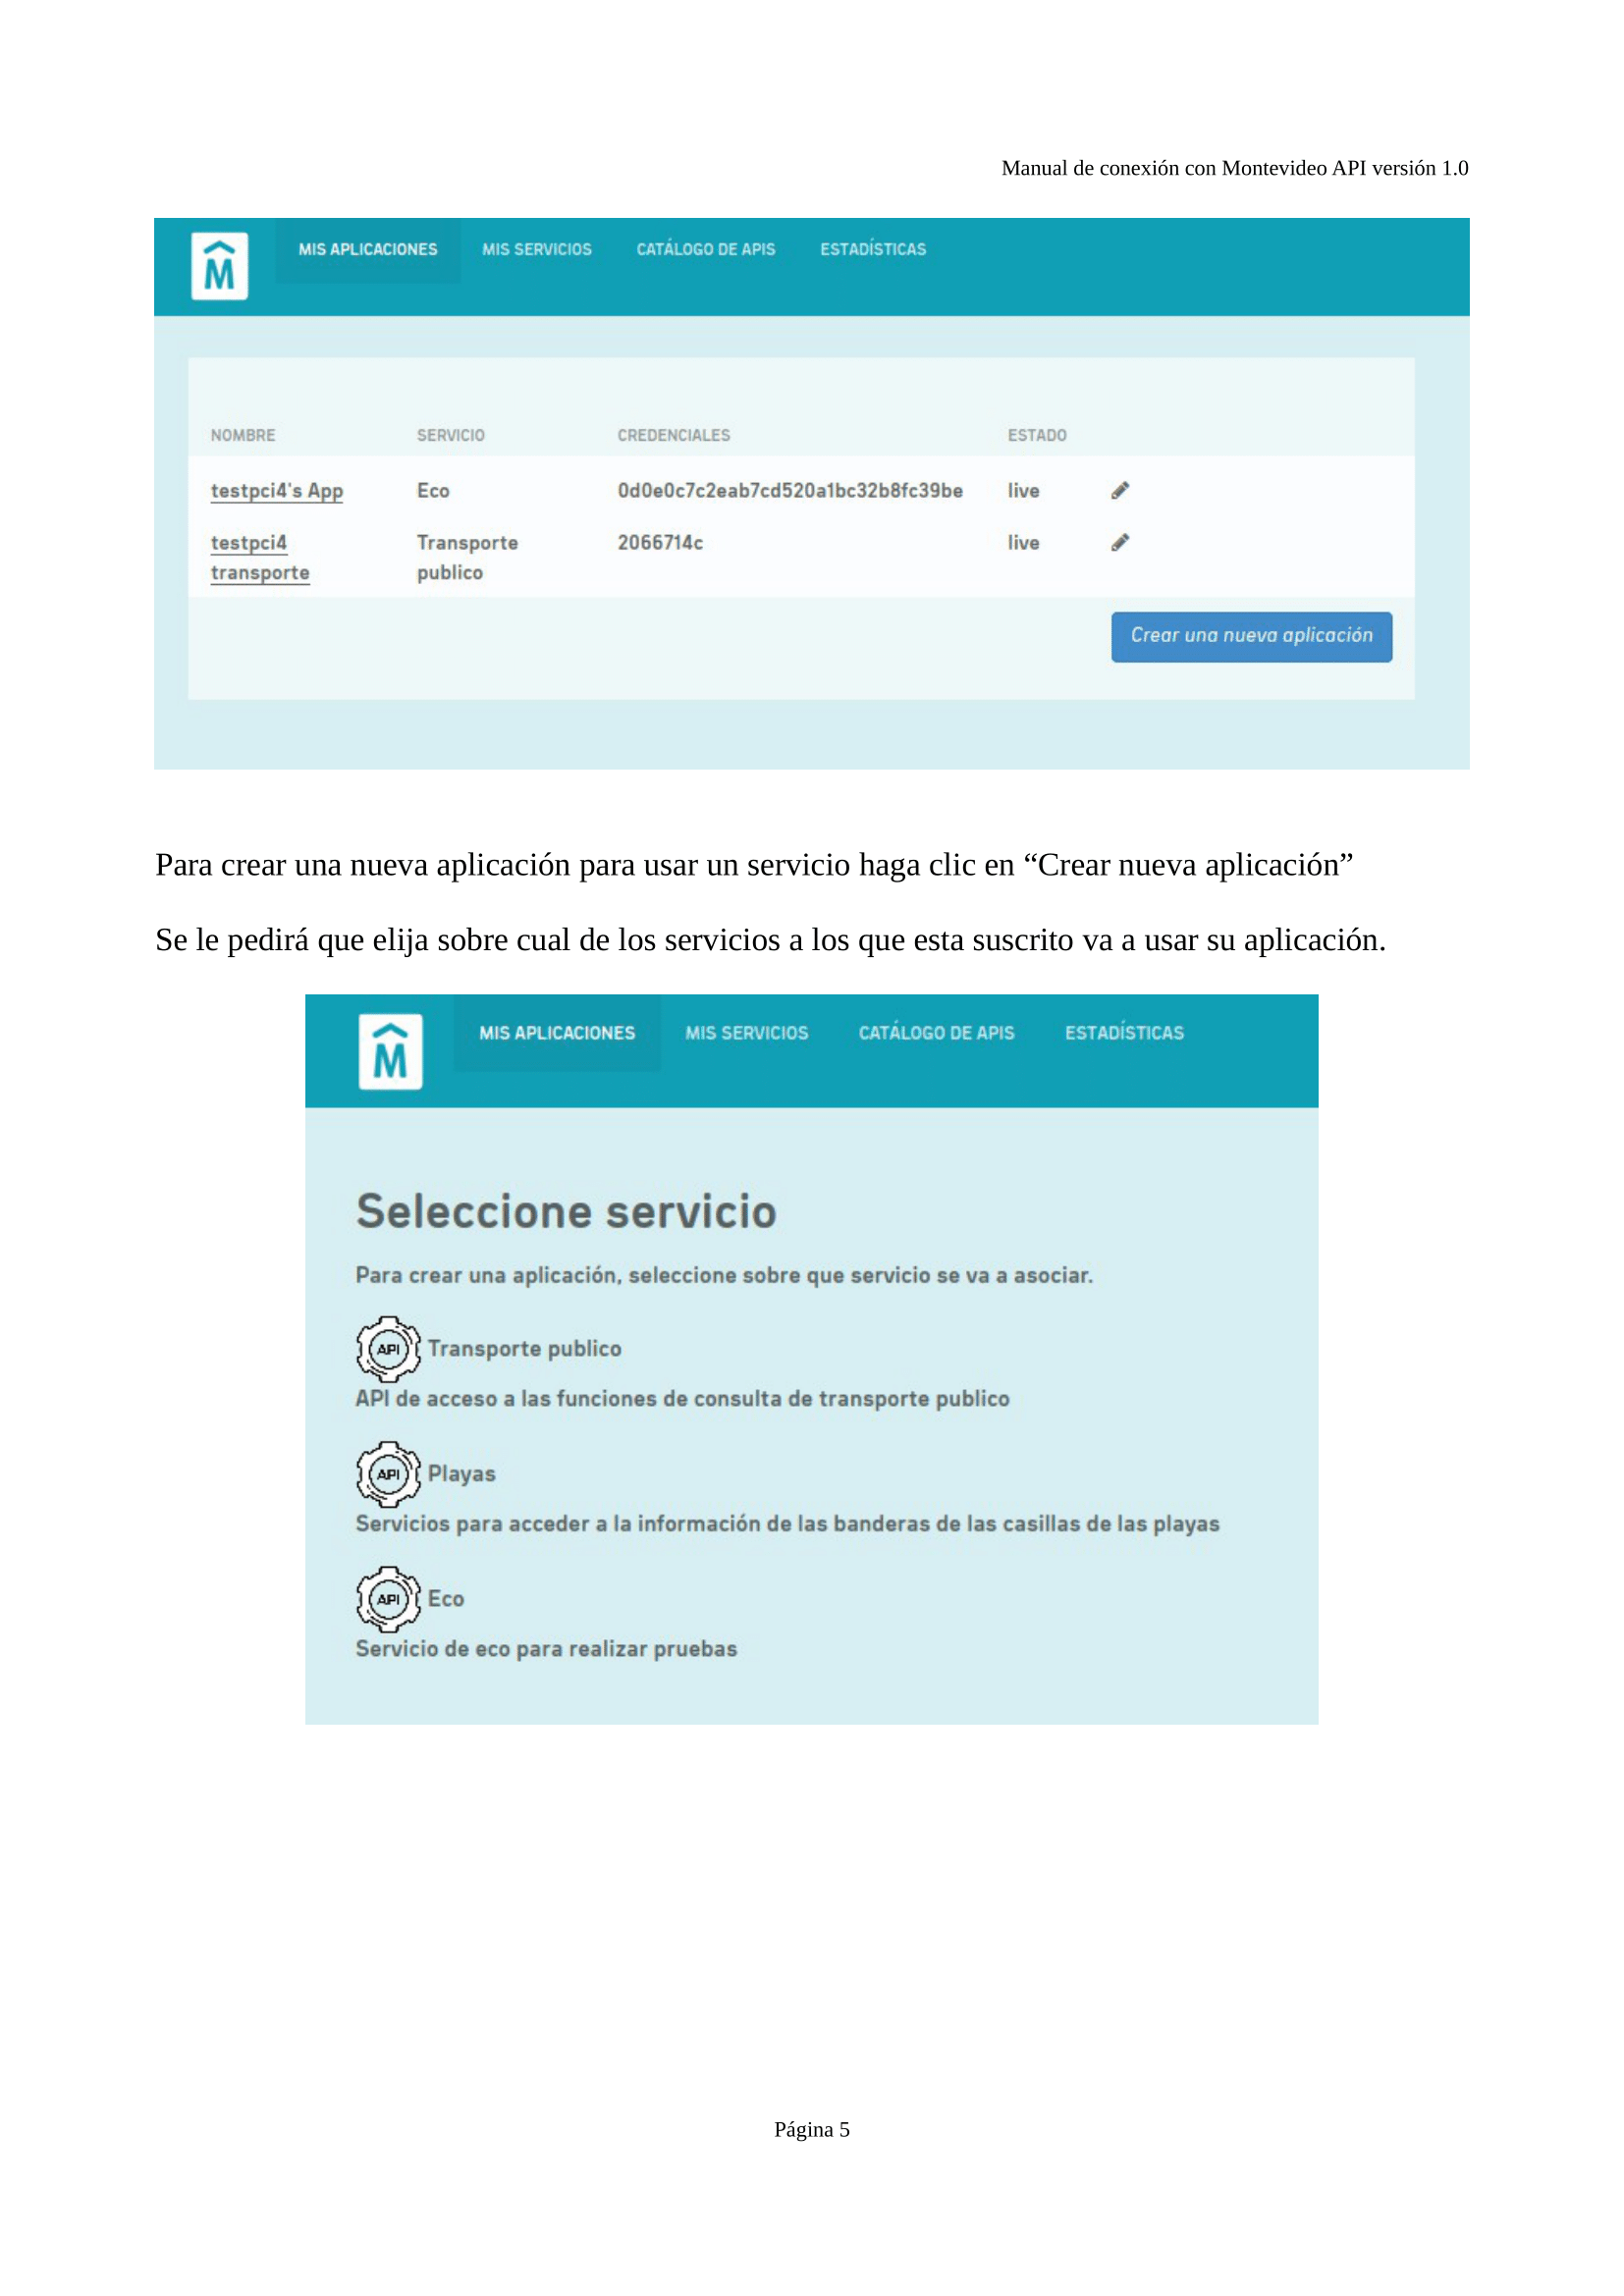 Manual de conexión con Montevideo API versión 1.0
M MIS APLICACIONES MIS SERVICIOS CATÁLOGO DE APIS ESTADÍSTICAS
NOMBRE SERVICIO CREDENCIALES ESTADO
testpci4's App Eco 0d0e0c7c2eab7cd520a1bc32b8fc39be live
testpci4 Transporte 2066714c live
transporte publico
Crear una nueva aplicación
Para crear una nueva aplicación para usar un servicio haga clic en “Crear nueva aplicación”
Se le pedirá que elija sobre cual de los servicios a los que esta suscrito va a usar su aplicación.
M MIS APLICACIONES MIS SERVICIOS CATÁLOGO DE APIS ESTADÍSTICAS
Seleccione servicio
Para crear una aplicación, seleccione sobre que servicio se va a asociar.
API Transporte publico
API de acceso a las funciones de consulta de transporte publico
API Playas
Servicios para acceder a la información de las banderas de las casillas de las playas
API Eco
Servicio de eco para realizar pruebas
Página 5